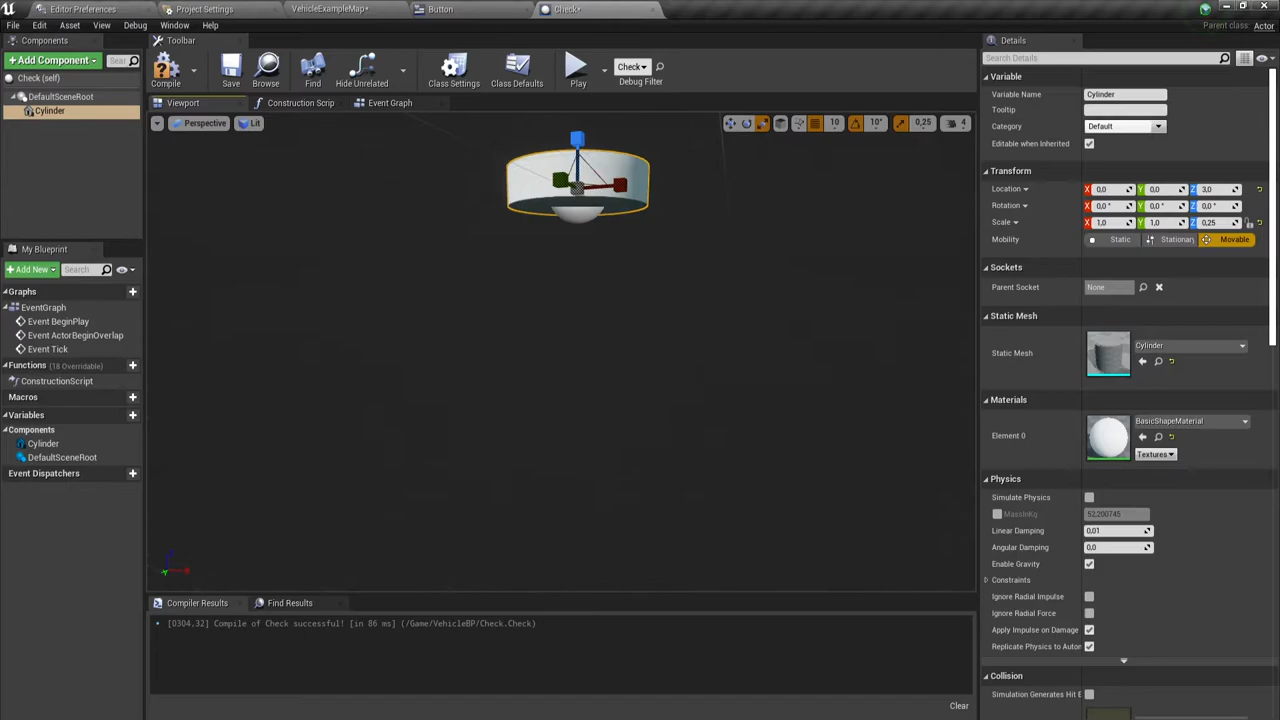 Editor Preferences
Project Settings
VehicleExampleMap*
Button
Check*
File Edit Asset View Debug Window Help
Parent class: Actor
Components
+Add Component
Search
Check (self)
DefaultSceneRoot
Cylinder
Toolbar
Compile
Save
Browse
Find
Hide Unrelated
Class Settings
Class Defaults
Play
Check
Debug Filter
Viewport
Construction Scrip
Event Graph
Perspective
Lit
10
10°
0,25
4
My Blueprint
+Add New
Search
Graphs
EventGraph
Event BeginPlay
Event ActorBeginOverlap
Event Tick
Functions (18 Overridable)
ConstructionScript
Macros
Variables
Components
Cylinder
DefaultSceneRoot
Event Dispatchers
Compiler Results
Find Results
[0304.32] Compile of Check successful! [in 86 ms] (/Game/VehicleBP/Check.Check)
Clear
Details
Search Details
Variable
Variable Name Cylinder
Tooltip
Category Default
Editable when Inherited
Transform
Location X 0,0 Y 0,0 Z 3,0
Rotation X 0,0 ° Y 0,0 ° Z 0,0 °
Scale X 1,0 Y 1,0 Z 0,25
Mobility Static Stationary Movable
Sockets
Parent Socket None
Static Mesh
Static Mesh Cylinder
Materials
Element 0 BasicShapeMaterial
Textures
Physics
Simulate Physics
MassInKg 52,200745
Linear Damping 0,01
Angular Damping 0,0
Enable Gravity
Constraints
Ignore Radial Impulse
Ignore Radial Force
Apply Impulse on Damage
Replicate Physics to Auton
Collision
Simulation Generates Hit E